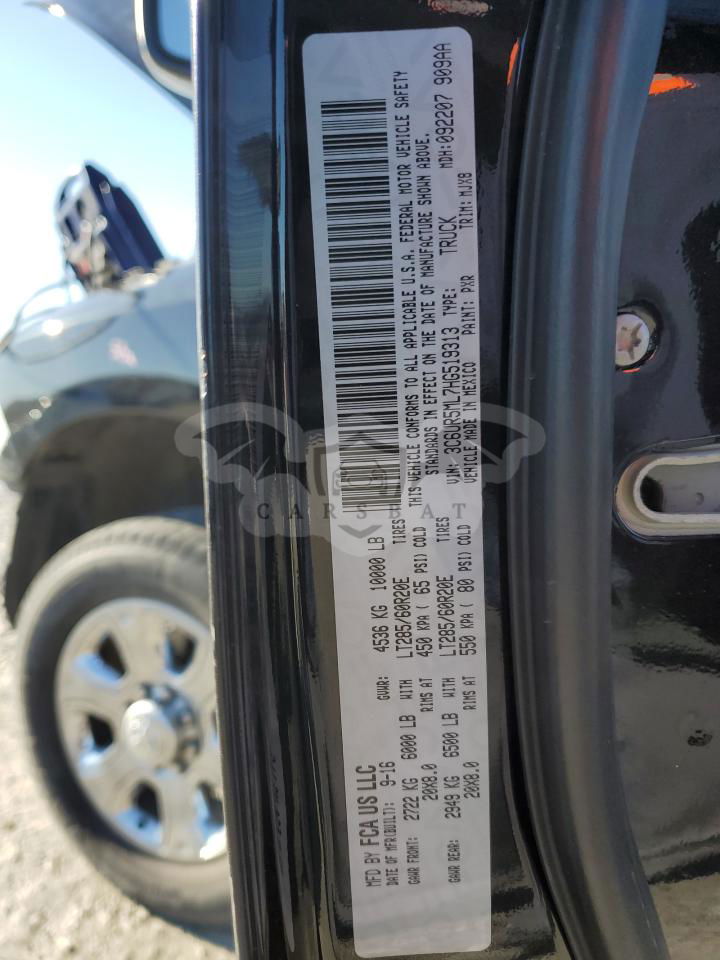 MFD BY FCA US LLC
DATE OF MFR(BUILT): 9-16 GVWR: 4536 KG 10000 LB
GAWR FRONT: 2722 KG 6000 LB WITH LT285/60R20E TIRES
20X8.0 RIMS AT 450 KPA ( 65 PSI) COLD
GAWR REAR: 2949 KG 6500 LB WITH LT285/60R20E TIRES
20X8.0 RIMS AT 550 KPA ( 80 PSI) COLD
THIS VEHICLE CONFORMS TO ALL APPLICABLE U.S.A. FEDERAL MOTOR VEHICLE SAFETY
STANDARDS IN EFFECT ON THE DATE OF MANUFACTURE SHOWN ABOVE.
MDH:092207 909AA
VIN: 3C6UR5ML7HG519313 TYPE: TRUCK
VEHICLE MADE IN MEXICO PAINT: PXR TRIM: MJX8
CARSBAT